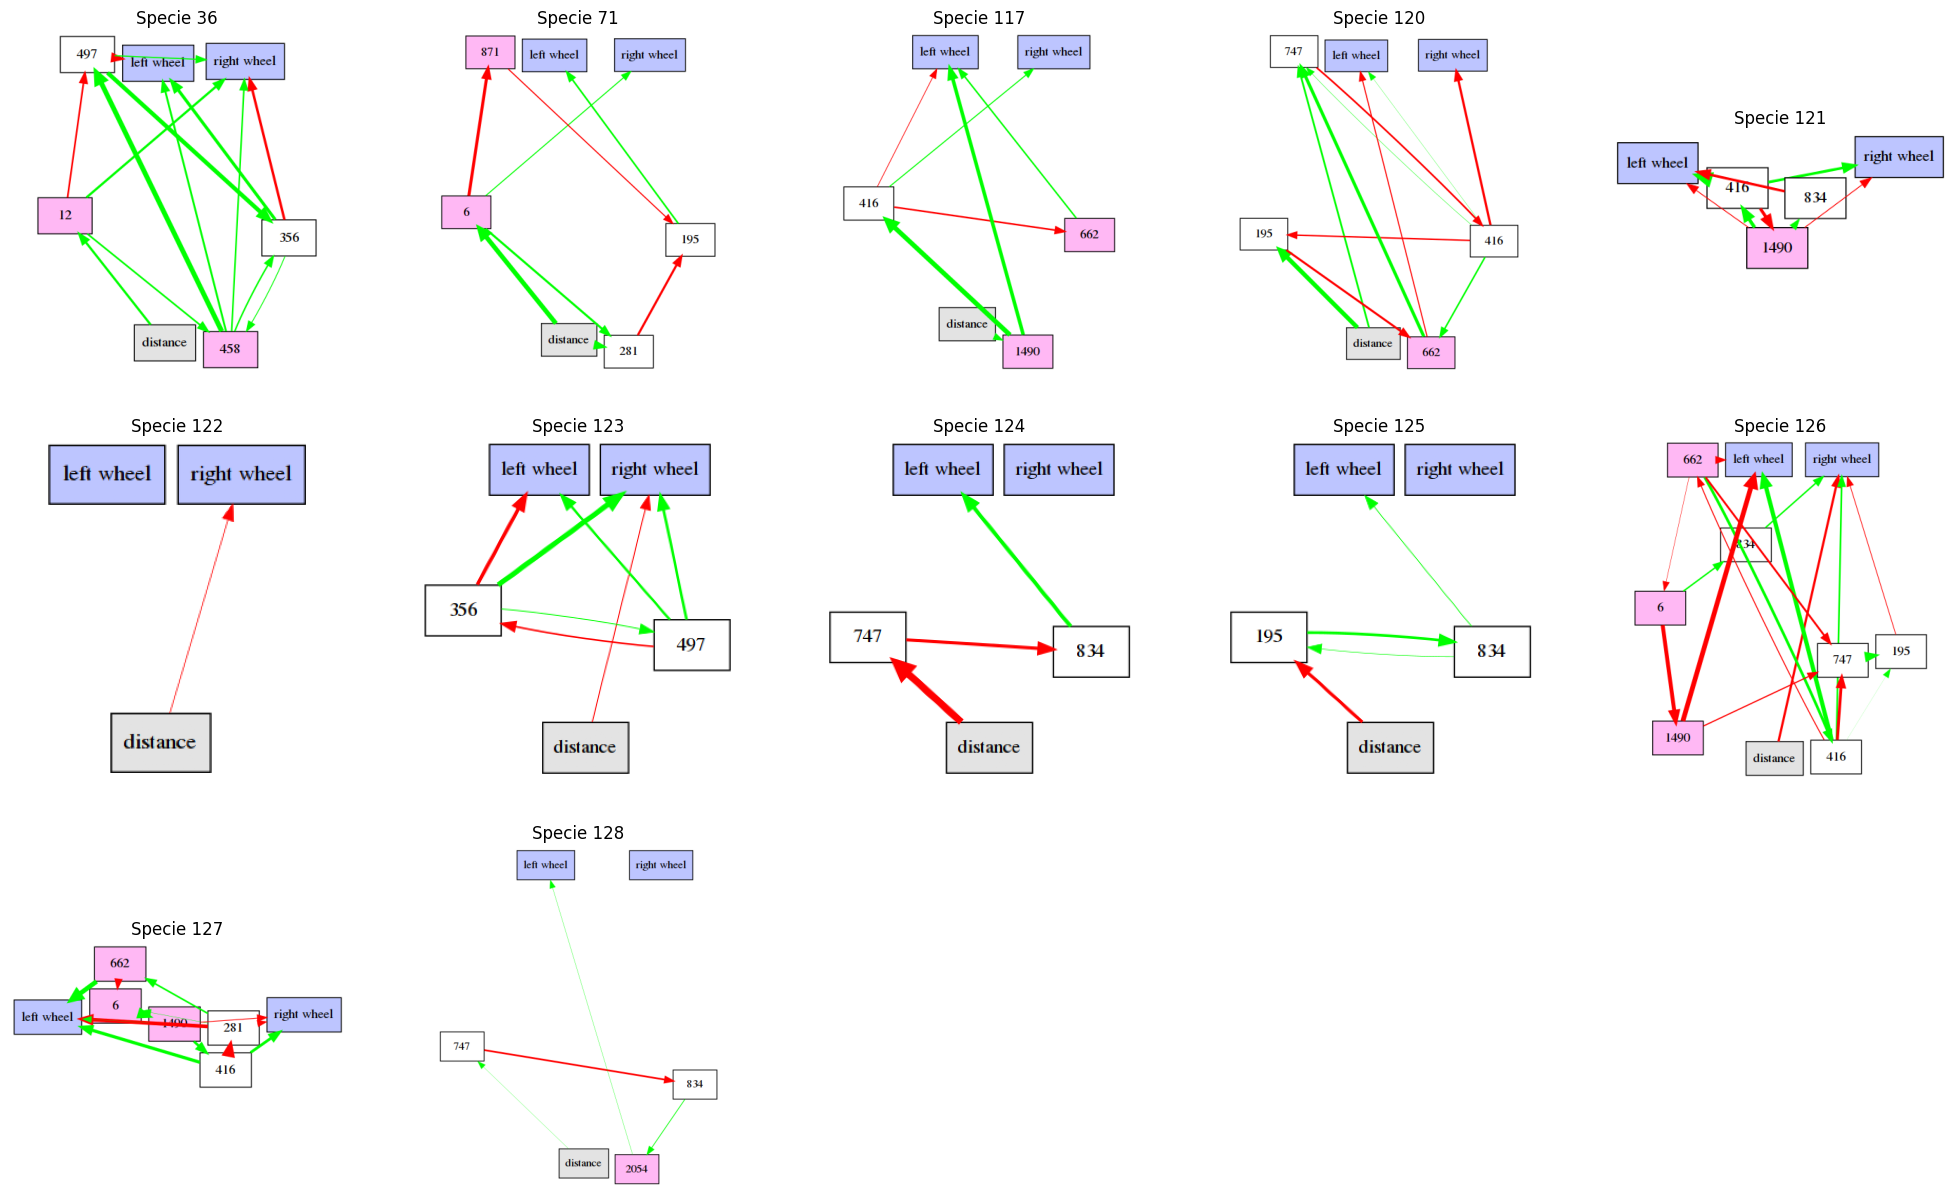 Specie 36
497
left wheel
right wheel
12
356
distance
458
Specie 71
871
left wheel
right wheel
6
195
distance
281
Specie 117
left wheel
right wheel
416
662
distance
1490
Specie 120
747
left wheel
right wheel
195
416
distance
662
Specie 121
left wheel
right wheel
416
834
1490
Specie 122
left wheel
right wheel
distance
Specie 123
left wheel
right wheel
356
497
distance
Specie 124
left wheel
right wheel
747
834
distance
Specie 125
left wheel
right wheel
195
834
distance
Specie 126
662
left wheel
right wheel
834
6
747
195
1490
distance
416
Specie 127
662
6
left wheel
1490
281
right wheel
416
Specie 128
left wheel
right wheel
747
834
distance
2054